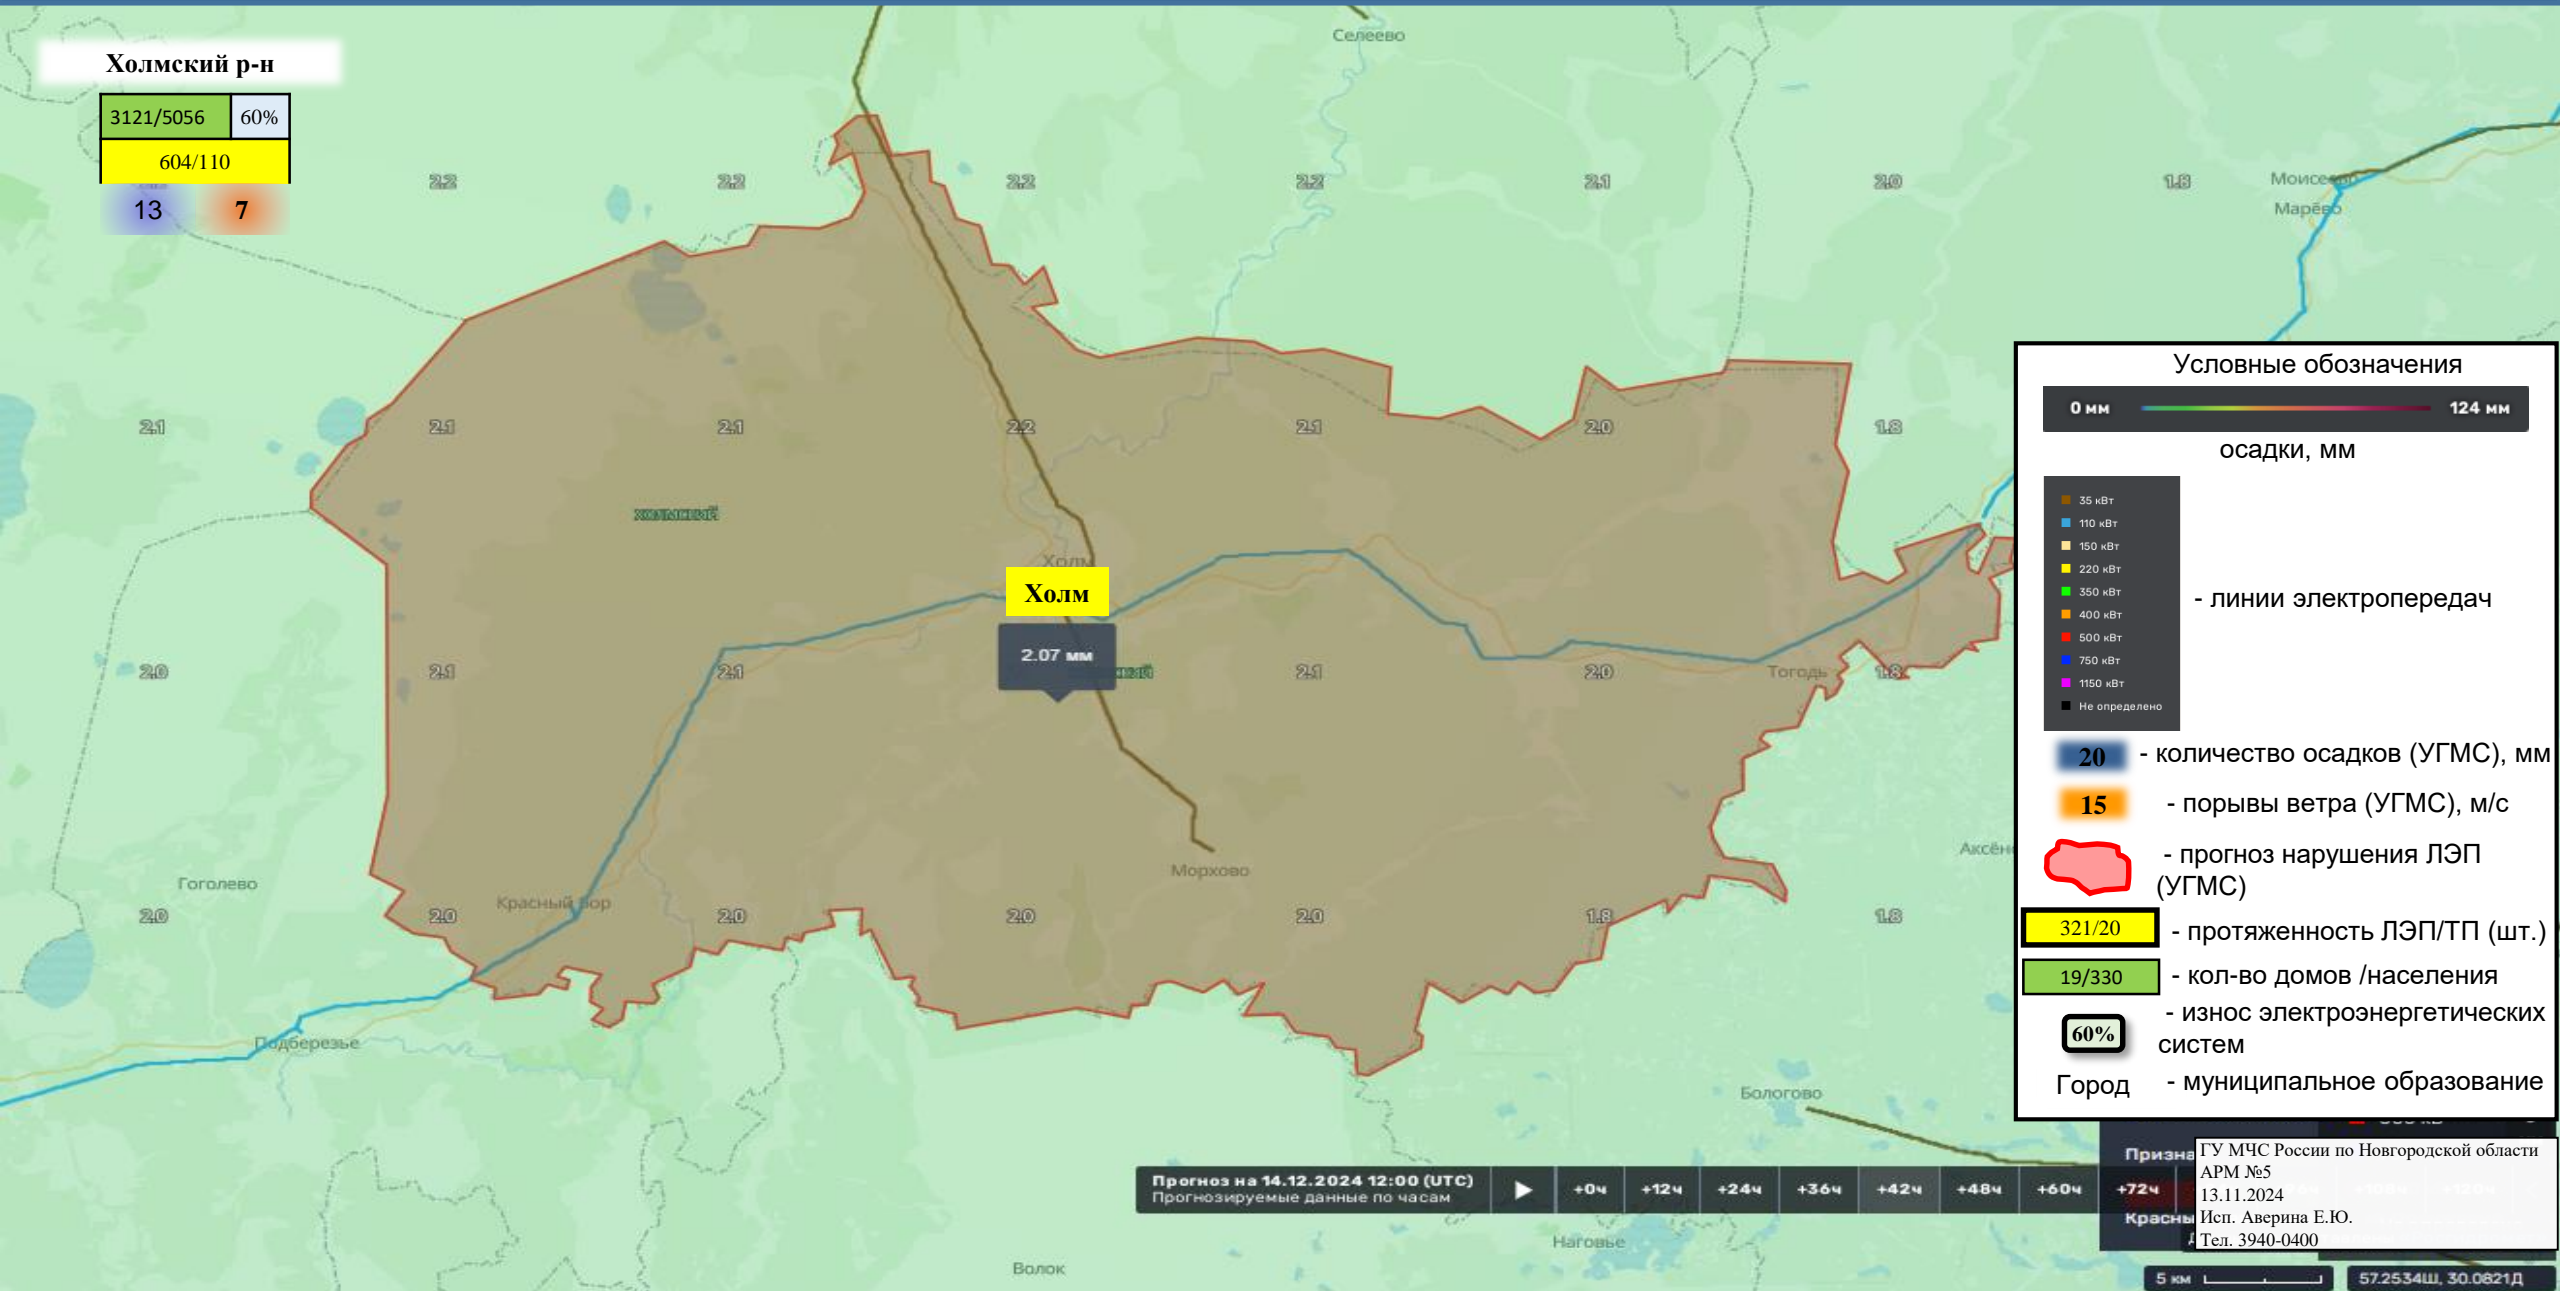 Селеево
Холмский р-н
3121/5056 60%
604/110
13 7
2.2 2.2 2.2 2.2 2.1 2.0 1.8
Моисеево
Марёво
Условные обозначения
0 мм 124 мм
осадки, мм
2.1 2.1 2.1 2.2 2.1 2.0 1.8
35 кВт
110 кВт
150 кВт
220 кВт
350 кВт
400 кВт
500 кВт
750 кВт
1150 кВт
Не определено
- линии электропередач
ХОЛМСКИЙ
Холм
Холм
2.07 мм
2.0 2.1 2.1 2.1 2.0 1.8
Тогодь
20 - количество осадков (УГМС), мм
15 - порывы ветра (УГМС), м/с
- прогноз нарушения ЛЭП
(УГМС)
321/20 - протяженность ЛЭП/ТП (шт.)
19/330 - кол-во домов /населения
60% - износ электроэнергетических
систем
Город - муниципальное образование
Морхово
Гоголево
Красный Бор
2.0 2.0 2.0 2.0 2.0 1.8 1.8
Подберезье
Бологово
Прогноз на 14.12.2024 12:00 (UTC)
Прогнозируемые данные по часам
+0ч +12ч +24ч +36ч +42ч +48ч +60ч +72ч
ГУ МЧС России по Новгородской области
АРМ №5
13.11.2024
Исп. Аверина Е.Ю.
Тел. 3940-0400
Наговье
Волок
5 км
57.2534Ш, 30.0821Д